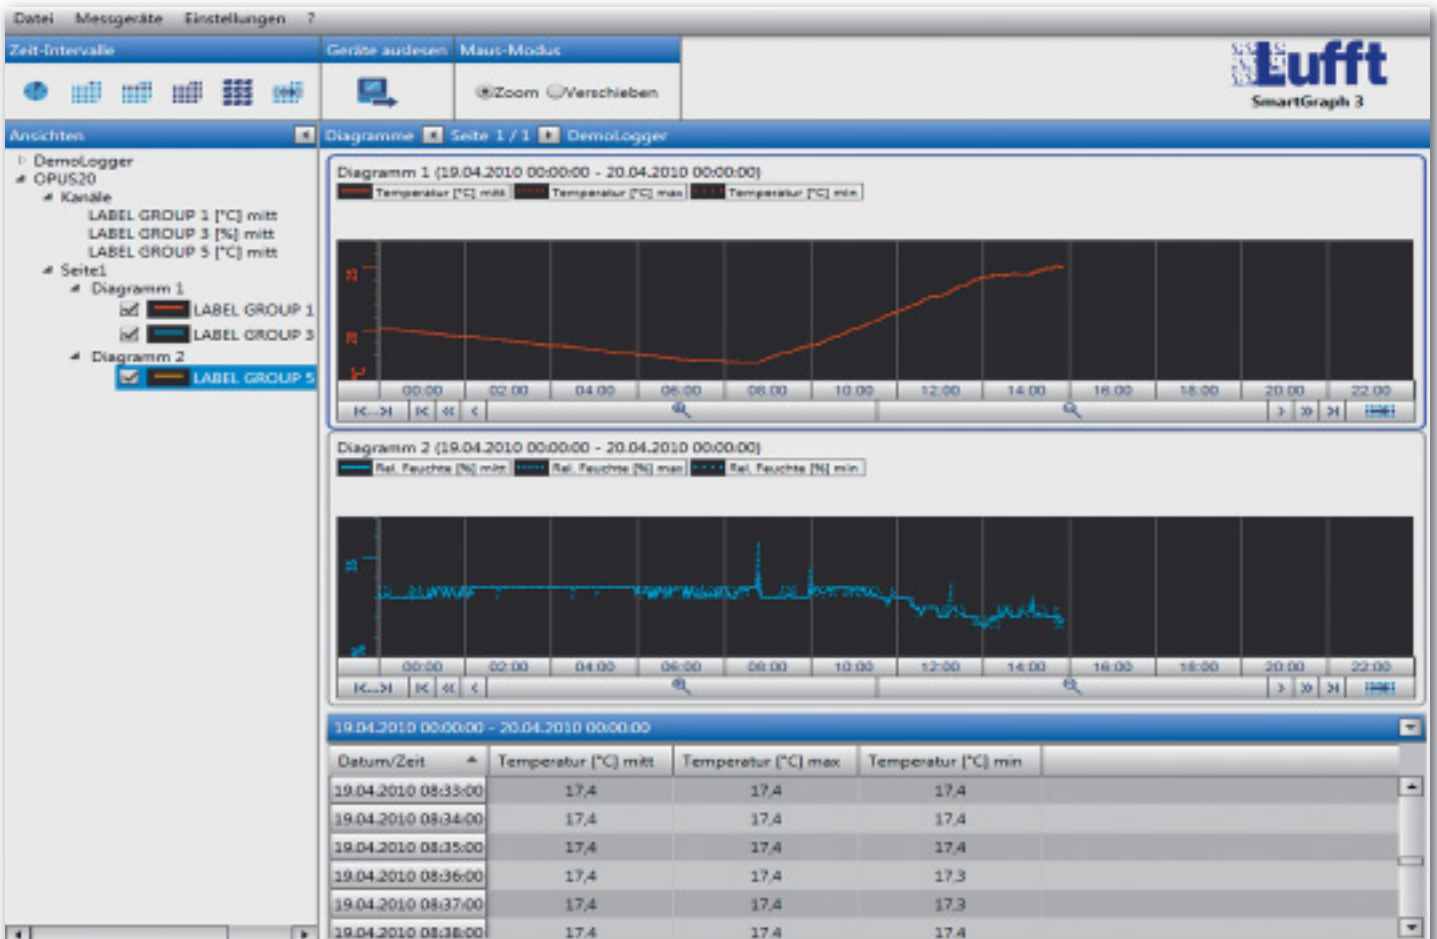 Datei Messgeräte Einstellungen ?
Zeit-Intervalle Geräte auslesen Maus-Modus
Zoom Verschieben
Lufft
SmartGraph 3
Ansichten
DemoLogger
OPUS20
Kanäle
LABEL GROUP 1 [°C] mitt
LABEL GROUP 3 [%] mitt
LABEL GROUP 5 [°C] mitt
Seite1
Diagramm 1
LABEL GROUP 1
LABEL GROUP 3
Diagramm 2
LABEL GROUP 5
Diagramme Seite 1 / 1 DemoLogger
Diagramm 1 (19.04.2010 00:00:00 - 20.04.2010 00:00:00)
Temperatur [°C] mitt Temperatur [°C] max Temperatur [°C] min
25
20
°C
00:00 02:00 04:00 06:00 08:00 10:00 12:00 14:00 16:00 18:00 20:00 22:00
Diagramm 2 (19.04.2010 00:00:00 - 20.04.2010 00:00:00)
Rel. Feuchte [%] mitt Rel. Feuchte [%] max Rel. Feuchte [%] min
%
00:00 02:00 04:00 06:00 08:00 10:00 12:00 14:00 16:00 18:00 20:00 22:00
19.04.2010 00:00:00 - 20.04.2010 00:00:00
Datum/Zeit Temperatur [°C] mitt Temperatur [°C] max Temperatur [°C] min
19.04.2010 08:33:00 17,4 17,4 17,4
19.04.2010 08:34:00 17,4 17,4 17,4
19.04.2010 08:35:00 17,4 17,4 17,4
19.04.2010 08:36:00 17,4 17,4 17,3
19.04.2010 08:37:00 17,4 17,4 17,3
19.04.2010 08:38:00 17,4 17,4 17,4